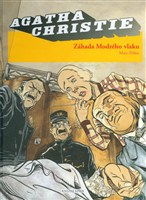 AGATHA
CHRISTIE
Záhada Modrého vlaku